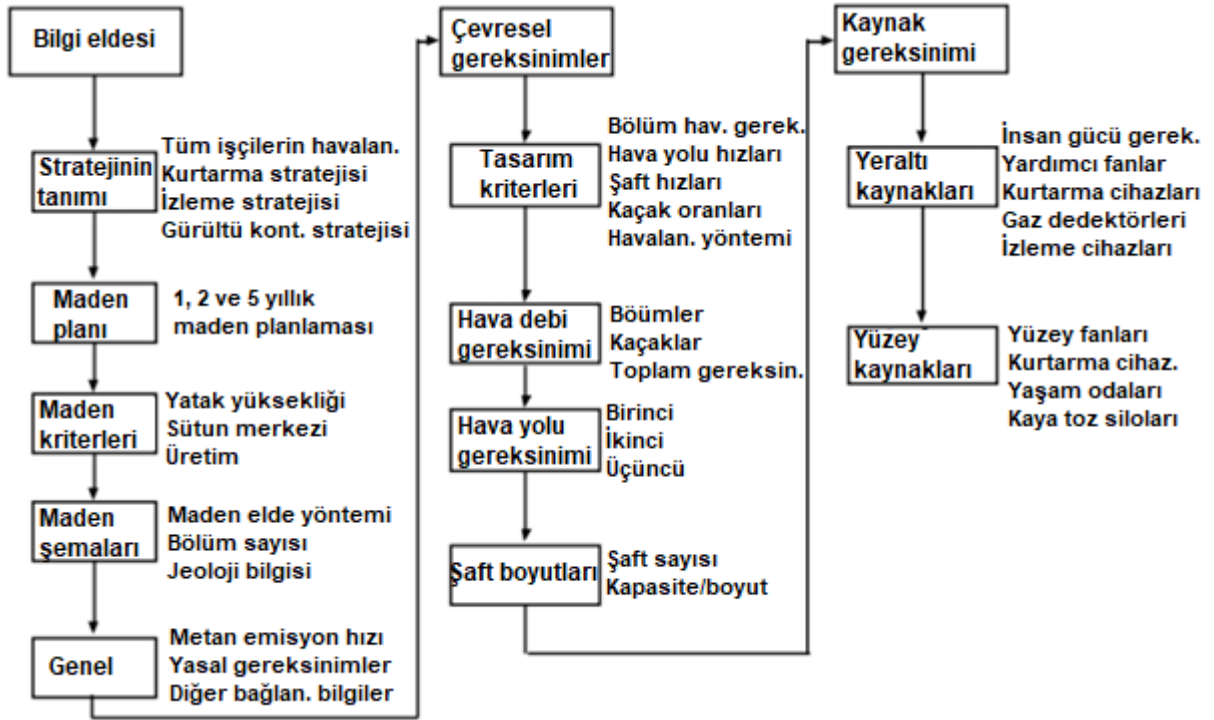 Bilgi eldesi
Stratejinin
tanımı
Tüm işçilerin havalan.
Kurtarma stratejisi
İzleme stratejisi
Gürültü kont. stratejisi
Maden
planı
1, 2 ve 5 yıllık
maden planlaması
Maden
kriterleri
Yatak yüksekliği
Sütun merkezi
Üretim
Maden
şemaları
Maden elde yöntemi
Bölüm sayısı
Jeoloji bilgisi
Genel
Metan emisyon hızı
Yasal gereksinimler
Diğer bağlan. bilgiler
Çevresel
gereksinimler
Tasarım
kriterleri
Bölüm hav. gerek.
Hava yolu hızları
Şaft hızları
Kaçak oranları
Havalan. yöntemi
Hava debi
gereksinimi
Böümler
Kaçaklar
Toplam gereksin.
Hava yolu
gereksinimi
Birinci
İkinci
Üçüncü
Şaft boyutları
Şaft sayısı
Kapasite/boyut
Kaynak
gereksinimi
Yeraltı
kaynakları
İnsan gücü gerek.
Yardımcı fanlar
Kurtarma cihazları
Gaz dedektörleri
İzleme cihazları
Yüzey
kaynakları
Yüzey fanları
Kurtarma cihaz.
Yaşam odaları
Kaya toz siloları